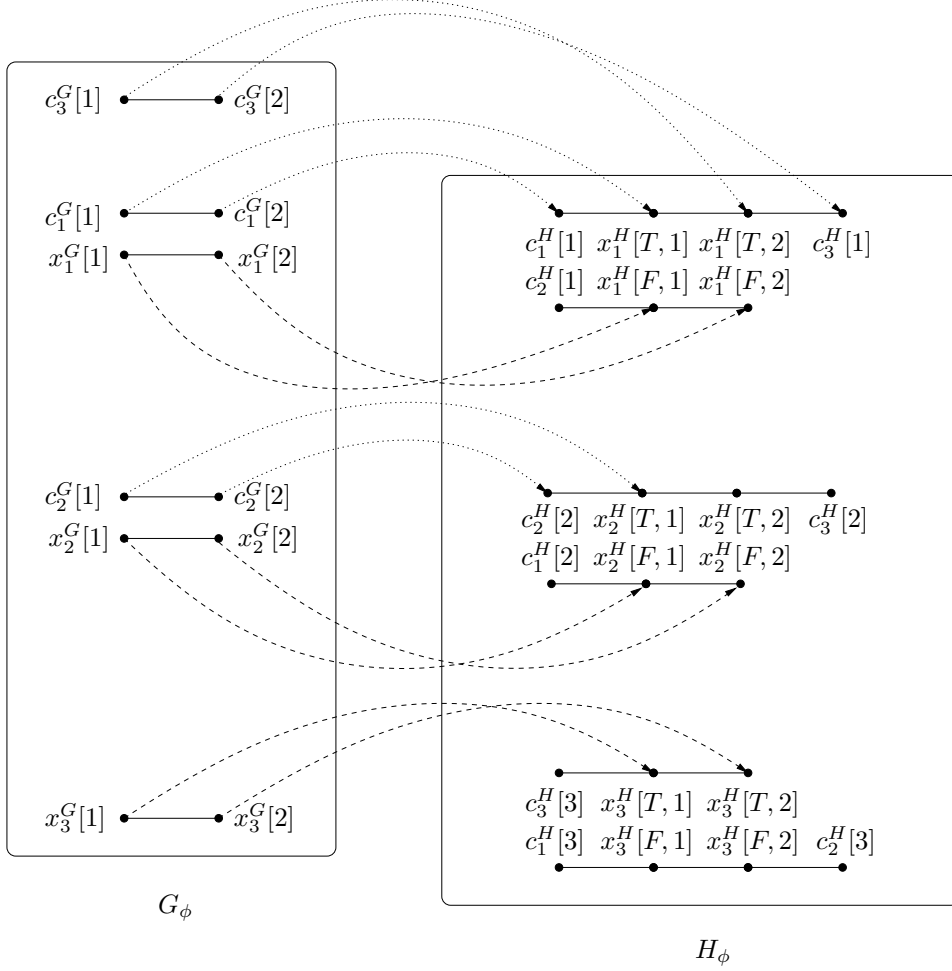 c_3^G[1] c_3^G[2]
c_1^G[1] c_1^G[2]
x_1^G[1] x_1^G[2]
c_2^G[1] c_2^G[2]
x_2^G[1] x_2^G[2]
x_3^G[1] x_3^G[2]
G_ϕ
c_1^H[1] x_1^H[T, 1] x_1^H[T, 2] c_3^H[1]
c_2^H[1] x_1^H[F, 1] x_1^H[F, 2]
c_2^H[2] x_2^H[T, 1] x_2^H[T, 2] c_3^H[2]
c_1^H[2] x_2^H[F, 1] x_2^H[F, 2]
c_3^H[3] x_3^H[T, 1] x_3^H[T, 2]
c_1^H[3] x_3^H[F, 1] x_3^H[F, 2] c_2^H[3]
H_ϕ